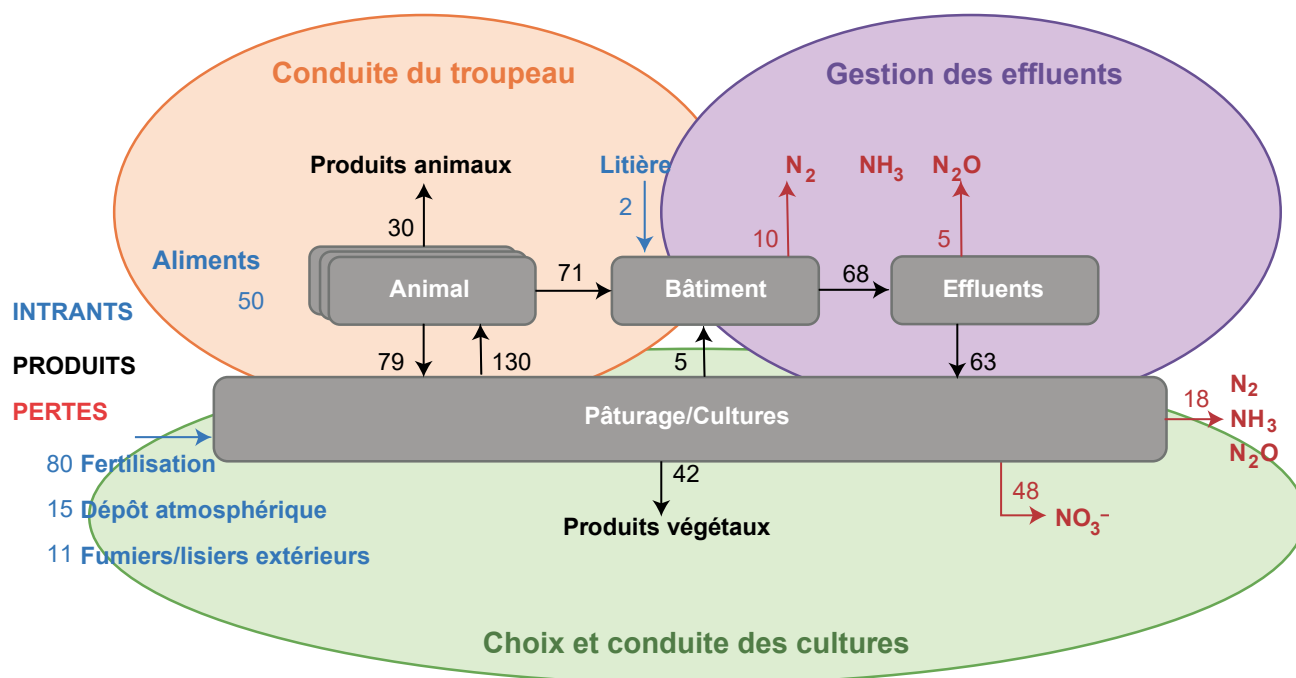 Conduite du troupeau
Gestion des effluents
Produits animaux
Litière
N2
NH3
N2O
30
2
10
5
Aliments
50
Animal
71
Bâtiment
68
Effluents
INTRANTS
PRODUITS
PERTES
79
130
5
63
Pâturage/Cultures
18
N2
NH3
N2O
80 Fertilisation
15 Dépôt atmosphérique
11 Fumiers/lisiers extérieurs
42
Produits végétaux
48
NO3–
Choix et conduite des cultures